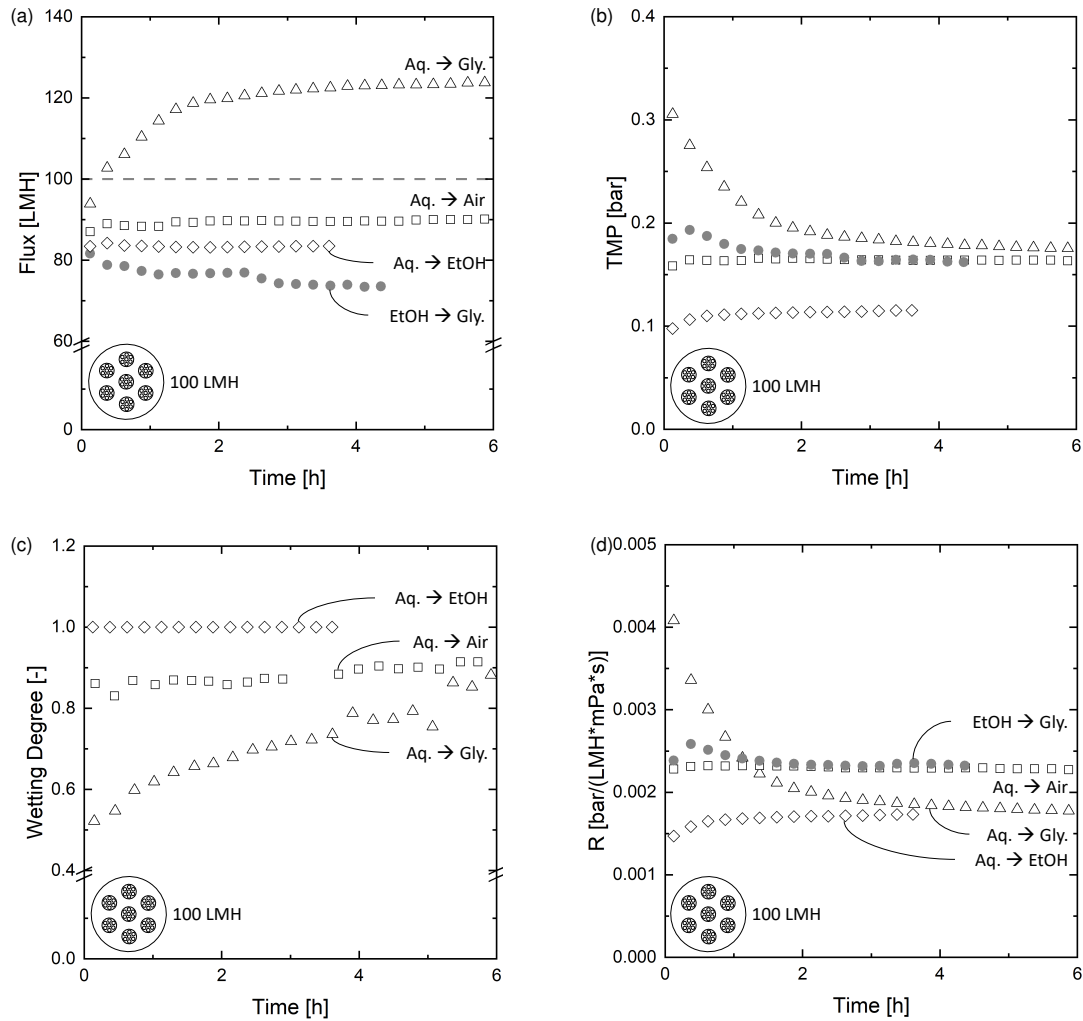 (a)
140
120
100
80
60
0
Flux [LMH]
Aq. → Gly.
Aq. → Air
Aq. → EtOH
EtOH → Gly.
100 LMH
0 2 4 6
Time [h]
(b)
0.4
0.3
0.2
0.1
0.0
TMP [bar]
100 LMH
0 2 4 6
Time [h]
(c)
1.2
1.0
0.8
0.6
0.4
0.0
Wetting Degree [-]
Aq. → EtOH
Aq. → Air
Aq. → Gly.
100 LMH
0 2 4 6
Time [h]
(d)
0.005
0.004
0.003
0.002
0.001
0.000
R [bar/(LMH*mPa*s)]
EtOH → Gly.
Aq. → Air
Aq. → Gly.
Aq. → EtOH
100 LMH
0 2 4 6
Time [h]